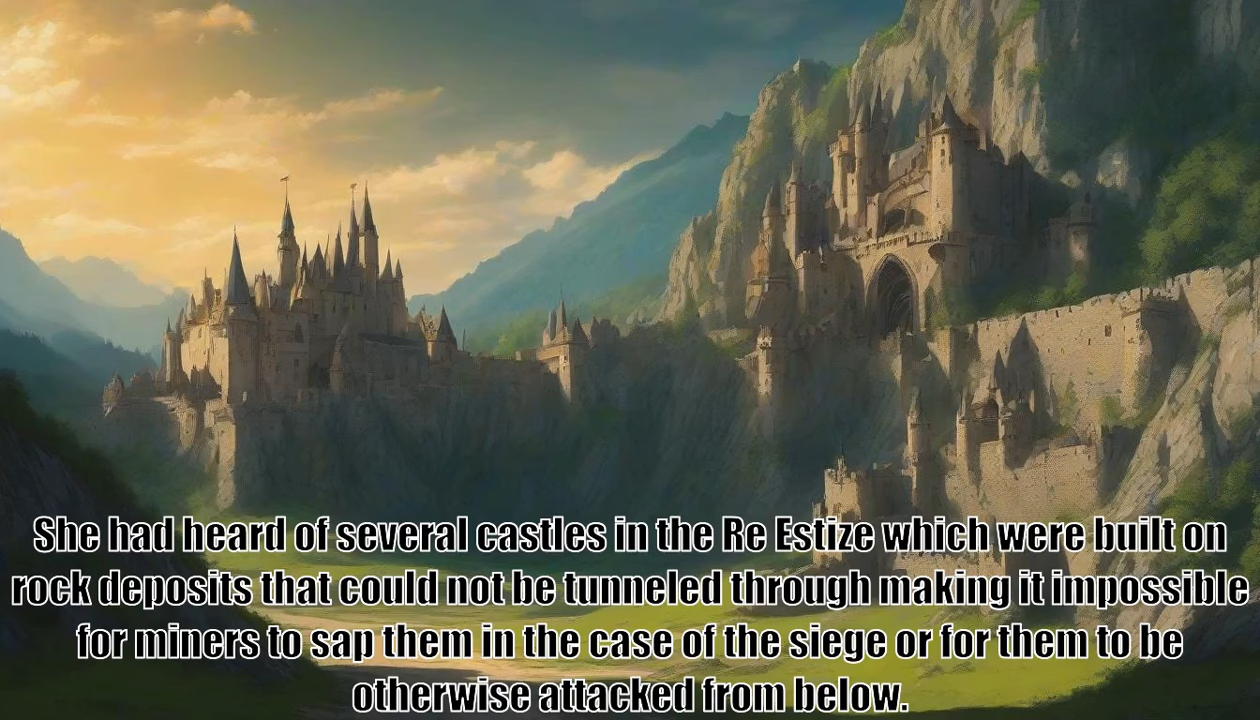 She had heard of several castles in the Re Estize which were built on
rock deposits that could not be tunneled through making it impossible
for miners to sap them in the case of the siege or for them to be
otherwise attacked from below.